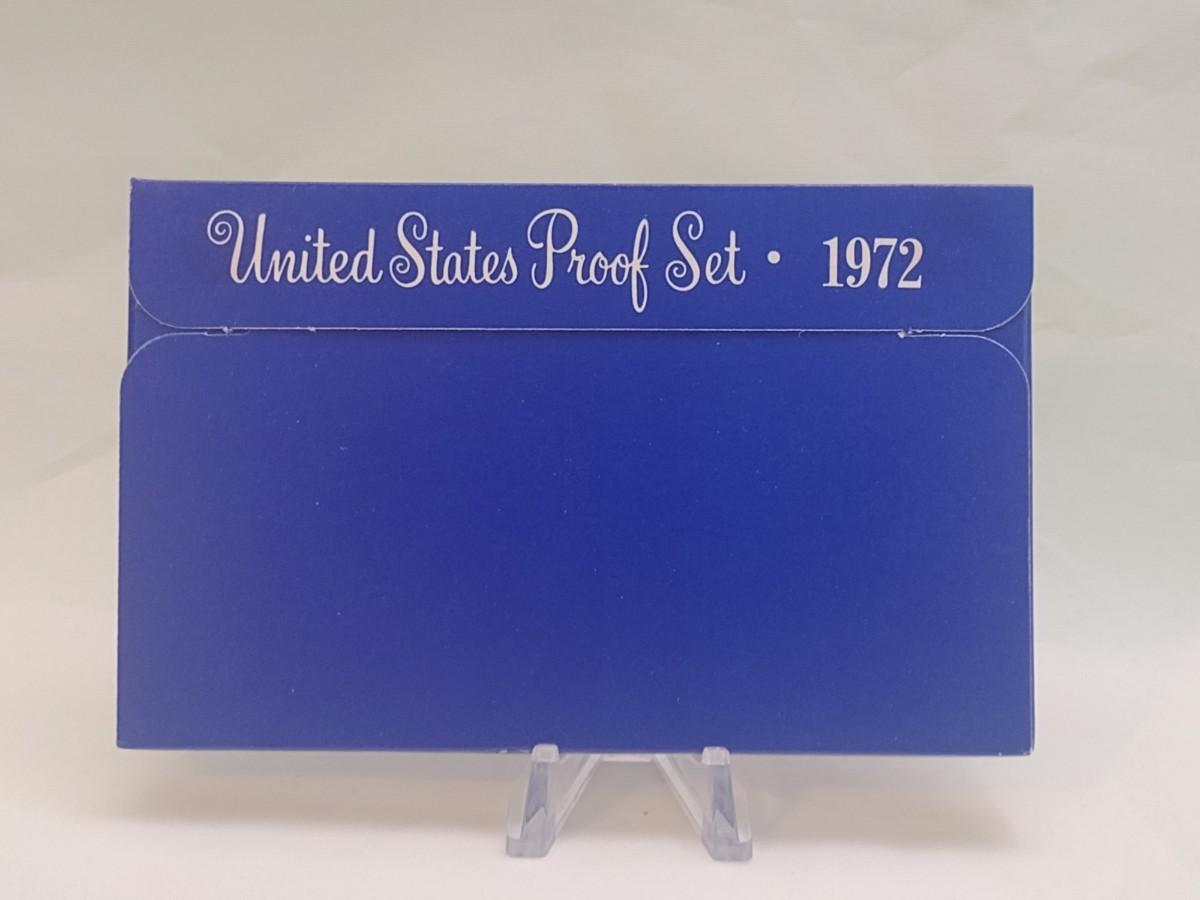 United States Proof Set • 1972